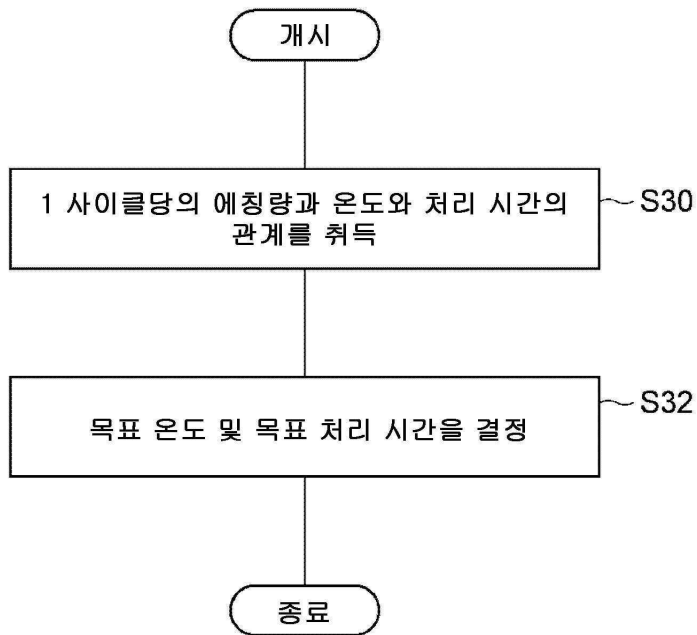 개시
1 사이클당의 에칭량과 온도와 처리 시간의
관계를 취득
S30
목표 온도 및 목표 처리 시간을 결정
S32
종료